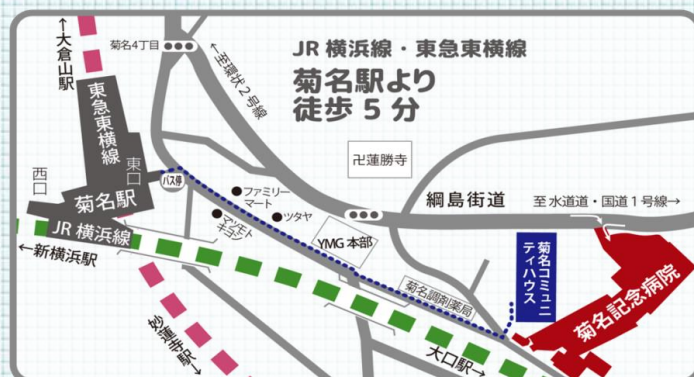 ←大倉山駅
菊名4丁目
←至環状2号線
JR 横浜線・東急東横線
菊名駅より
徒歩 5 分
東急東横線
西口
東口
バス停
菊名駅
JR 横浜線
←新横浜駅
ファミリー
マート
マツモト
キヨシ
ツタヤ
卍蓮勝寺
綱島街道
至水道道・国道1号線→
YMG 本部
菊名調剤薬局
菊名コミュニ
ティハウス
菊名記念病院
妙蓮寺駅→
大口駅→